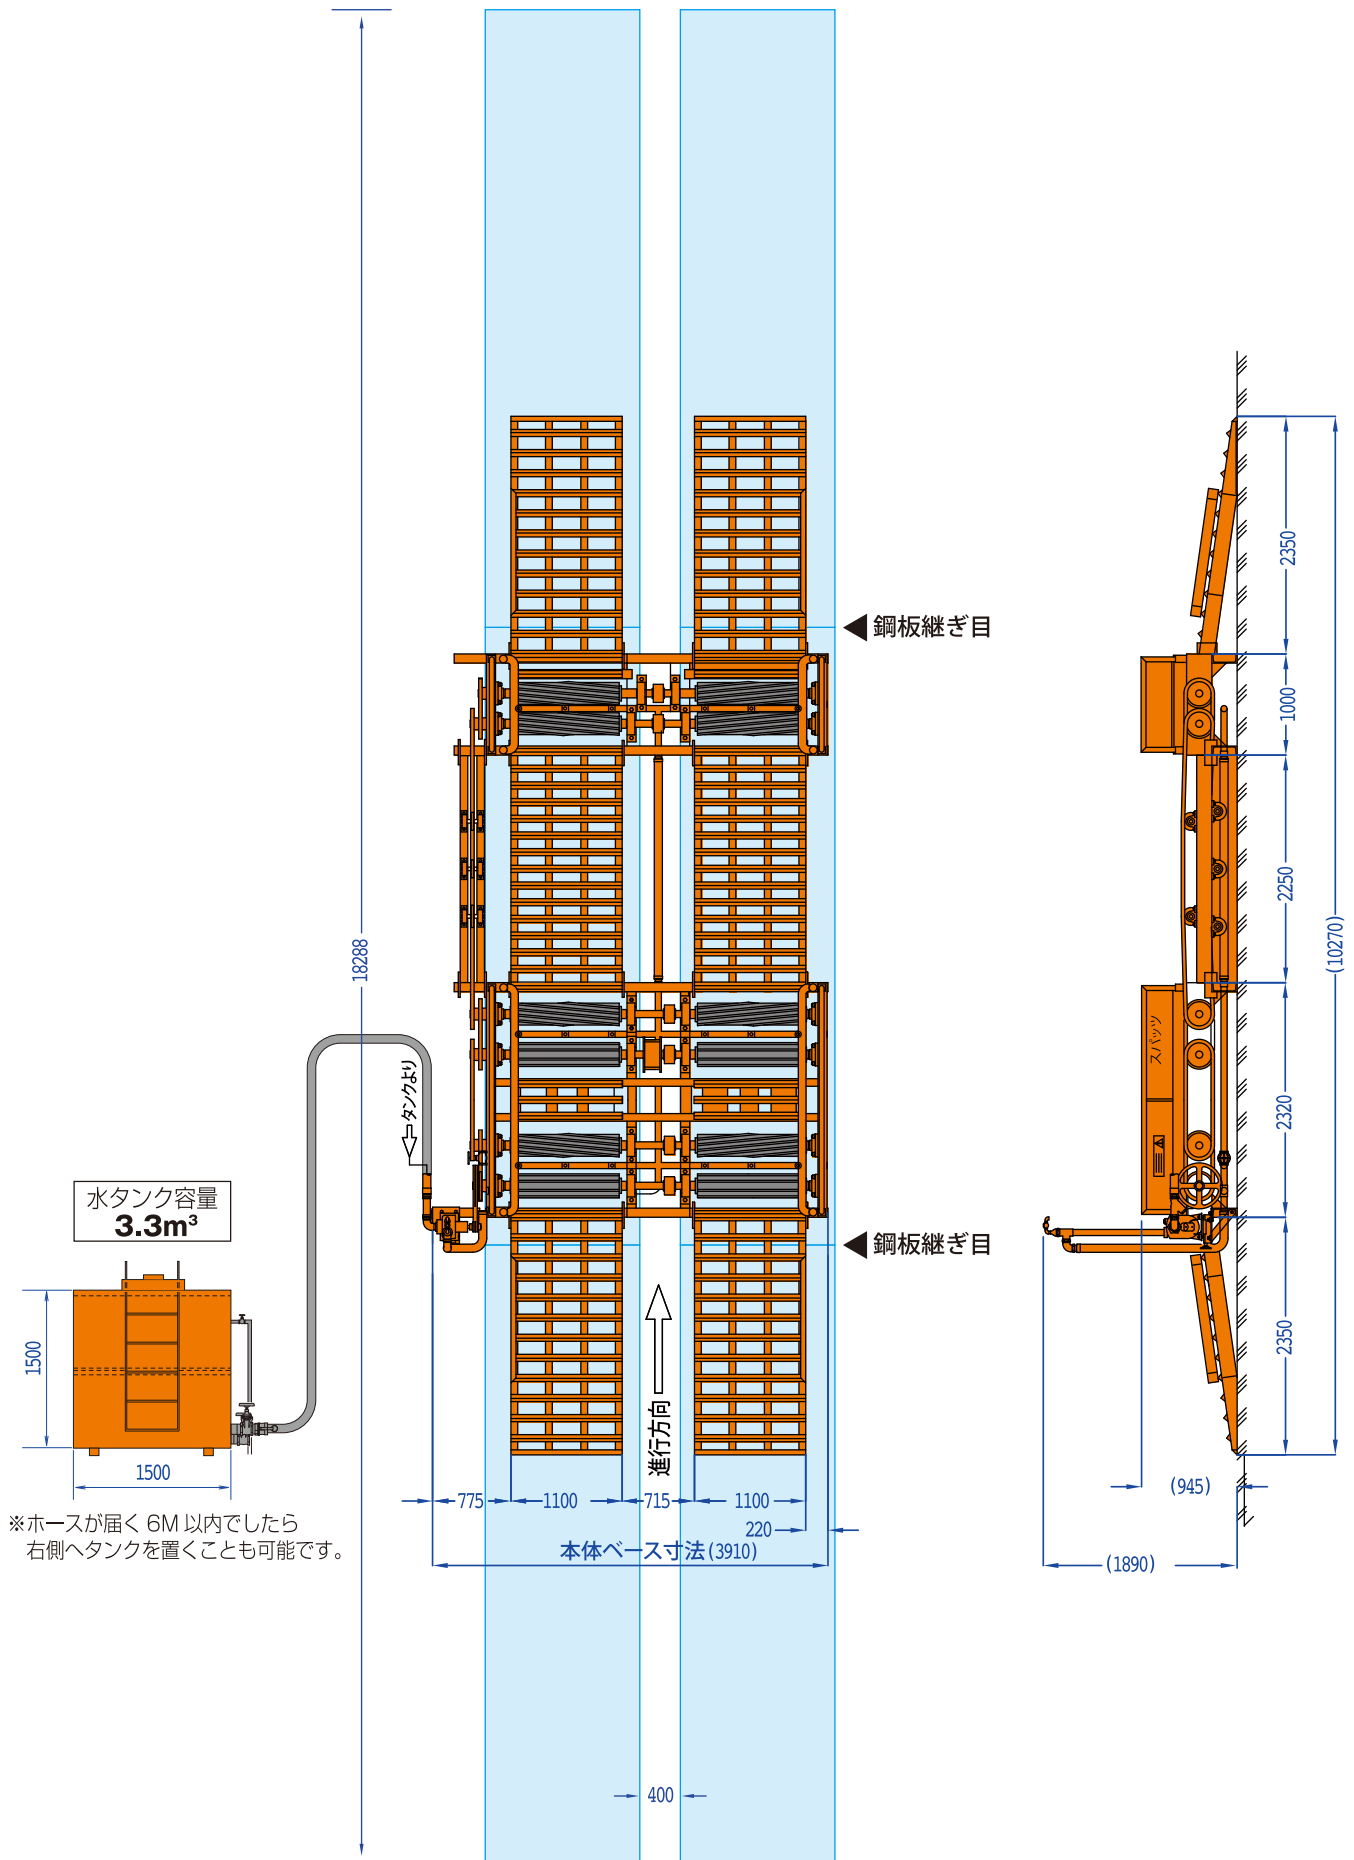 18288
鋼板継ぎ目
2350
1000
2250
(10270)
スパッツ
2320
タンクより
水タンク容量
3.3m³
鋼板継ぎ目
1500
2350
進行方向
1500
775
1100
715
1100
(945)
※ホースが届く6M以内でしたら
右側へタンクを置くことも可能です。
220
本体ベース寸法(3910)
(1890)
400